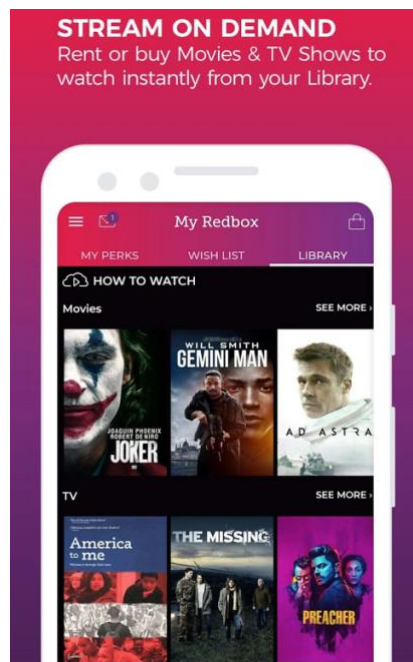 STREAM ON DEMAND
Rent or buy Movies & TV Shows to
watch instantly from your Library.
1
My Redbox
MY PERKS WISH LIST LIBRARY
HOW TO WATCH
Movies SEE MORE ›
JOAQUIN PHOENIX
ROBERT DE NIRO
JOKER
WILL SMITH
GEMINI MAN
AD ASTRA
TV SEE MORE ›
America
to me
THE MISSING
PREACHER